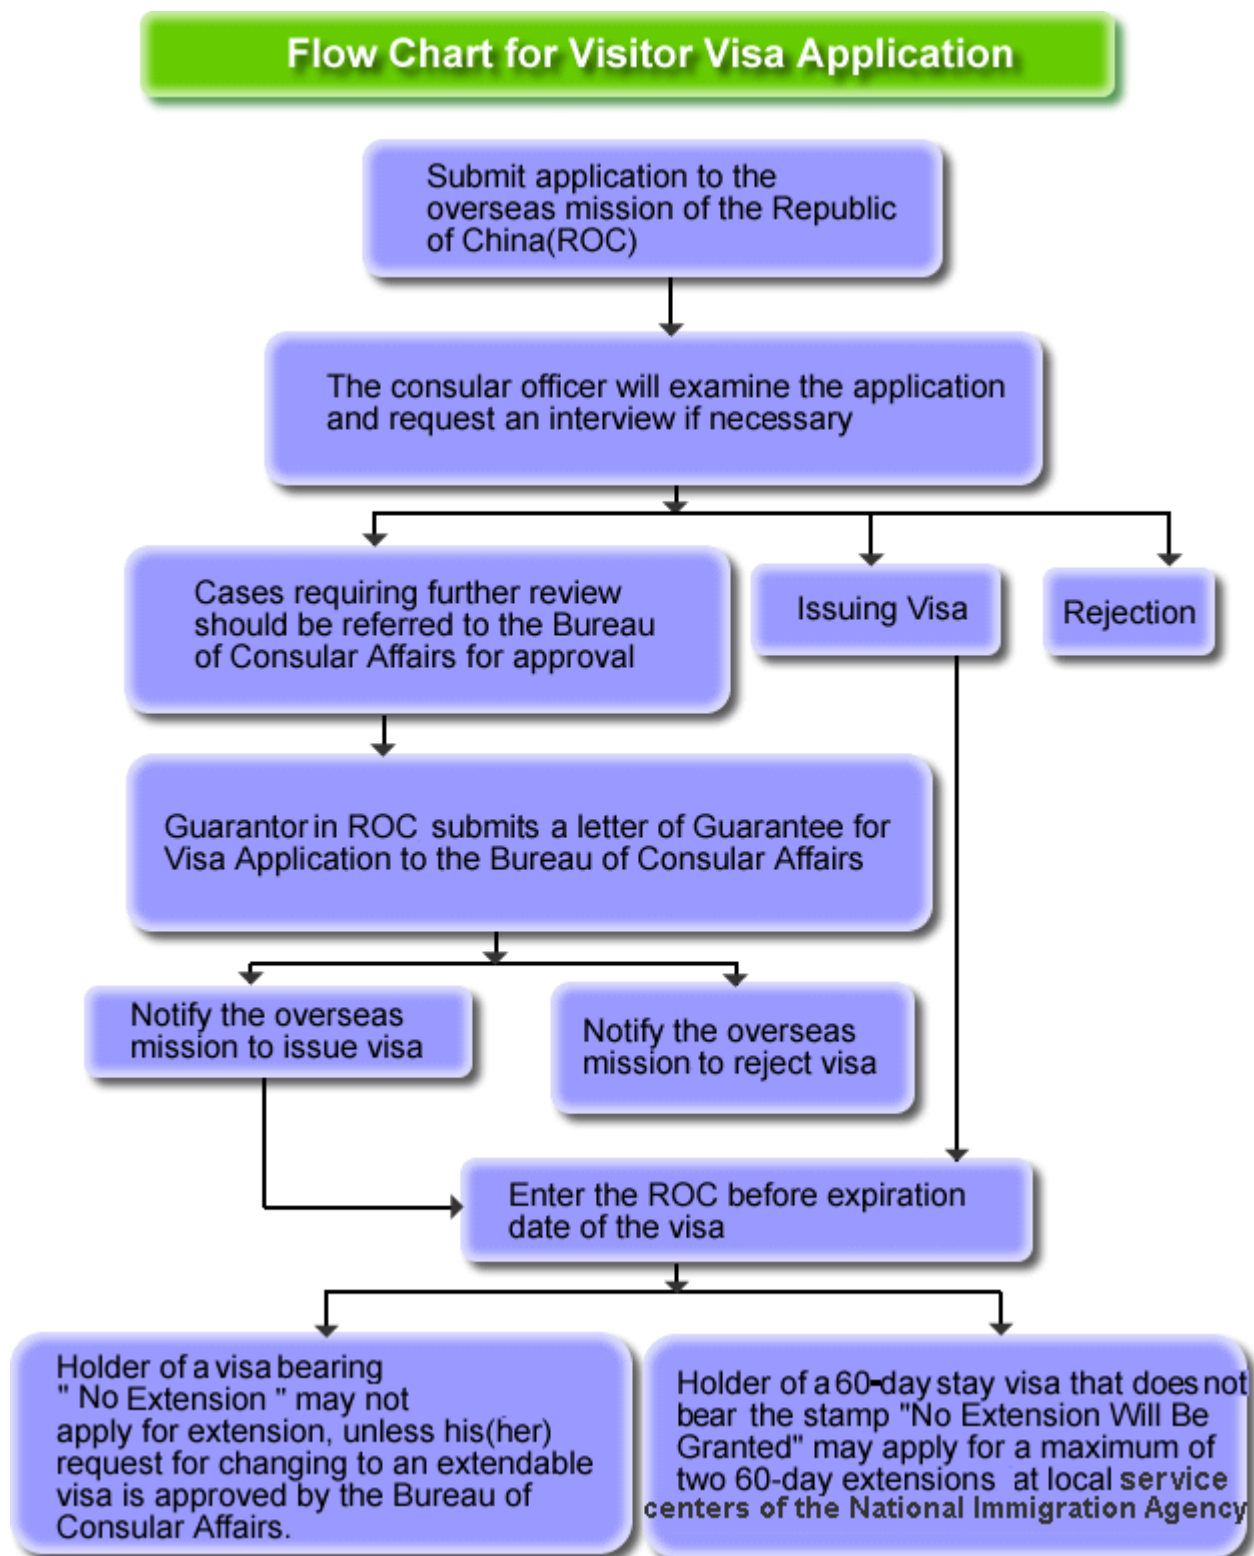 Flow Chart for Visitor Visa Application
Submit application to the
overseas mission of the Republic
of China(ROC)
The consular officer will examine the application
and request an interview if necessary
Cases requiring further review
should be referred to the Bureau
of Consular Affairs for approval
Issuing Visa
Rejection
Guarantor in ROC submits a letter of Guarantee for
Visa Application to the Bureau of Consular Affairs
Notify the overseas
mission to issue visa
Notify the overseas
mission to reject visa
Enter the ROC before expiration
date of the visa
Holder of a visa bearing
" No Extension " may not
apply for extension, unless his(her)
request for changing to an extendable
visa is approved by the Bureau of
Consular Affairs.
Holder of a 60-day stay visa that does not
bear the stamp "No Extension Will Be
Granted" may apply for a maximum of
two 60-day extensions at local service
centers of the National Immigration Agency